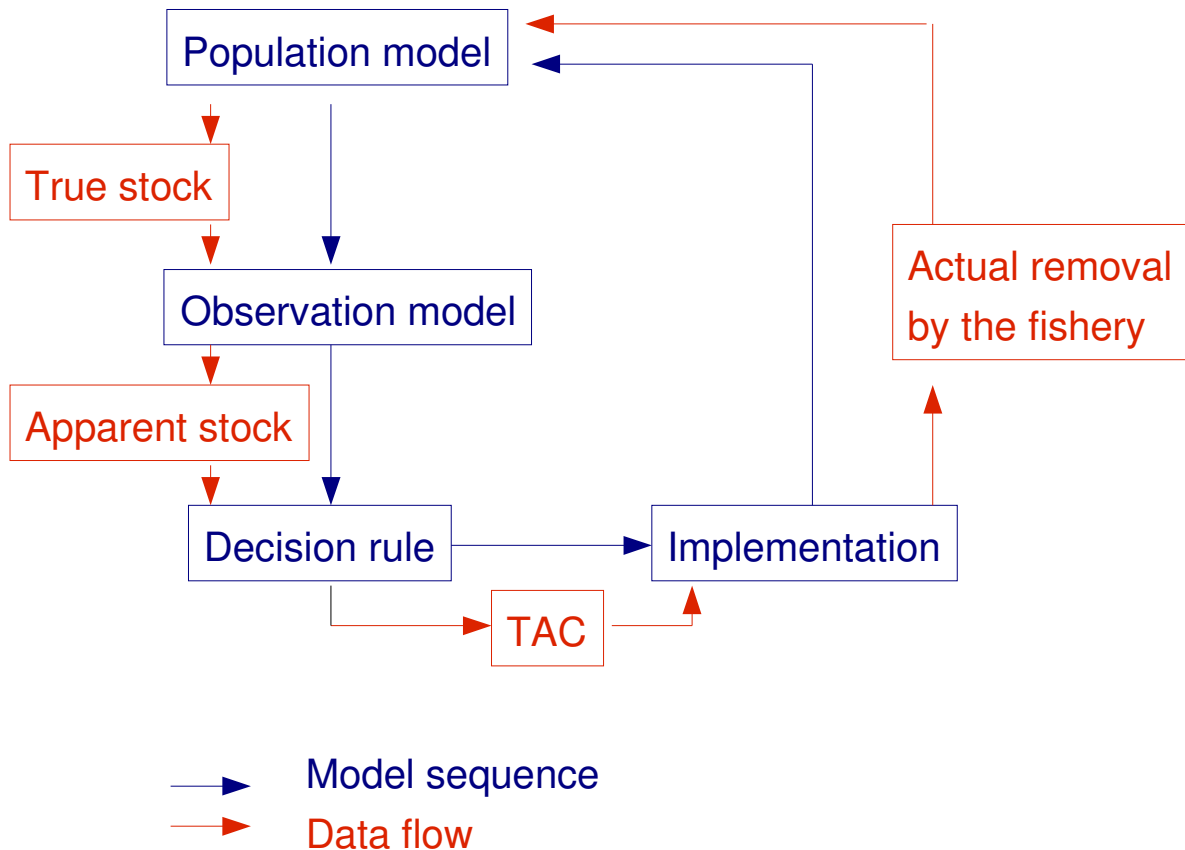 Population model
True stock
Observation model
Actual removal
by the fishery
Apparent stock
Decision rule
Implementation
TAC
Model sequence
Data flow